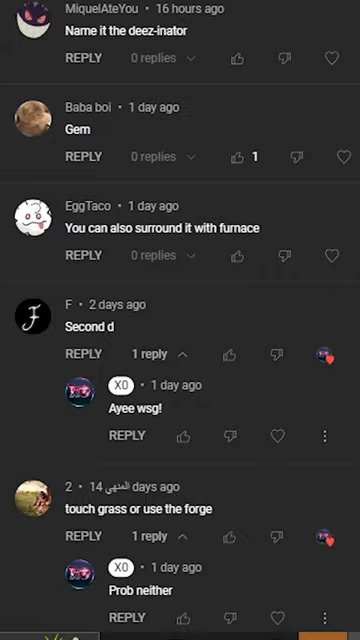 MiquelAteYou • 16 hours ago
Name it the deez-inator
REPLY 0 replies
Baba boi • 1 day ago
Gem
REPLY 0 replies 1
EggTaco • 1 day ago
You can also surround it with furnace
REPLY 0 replies
F • 2 days ago
Second d
REPLY 1 reply
X0 • 1 day ago
Ayee wsg!
REPLY
2 • 14 المنهي days ago
touch grass or use the forge
REPLY 1 reply
X0 • 1 day ago
Prob neither
REPLY